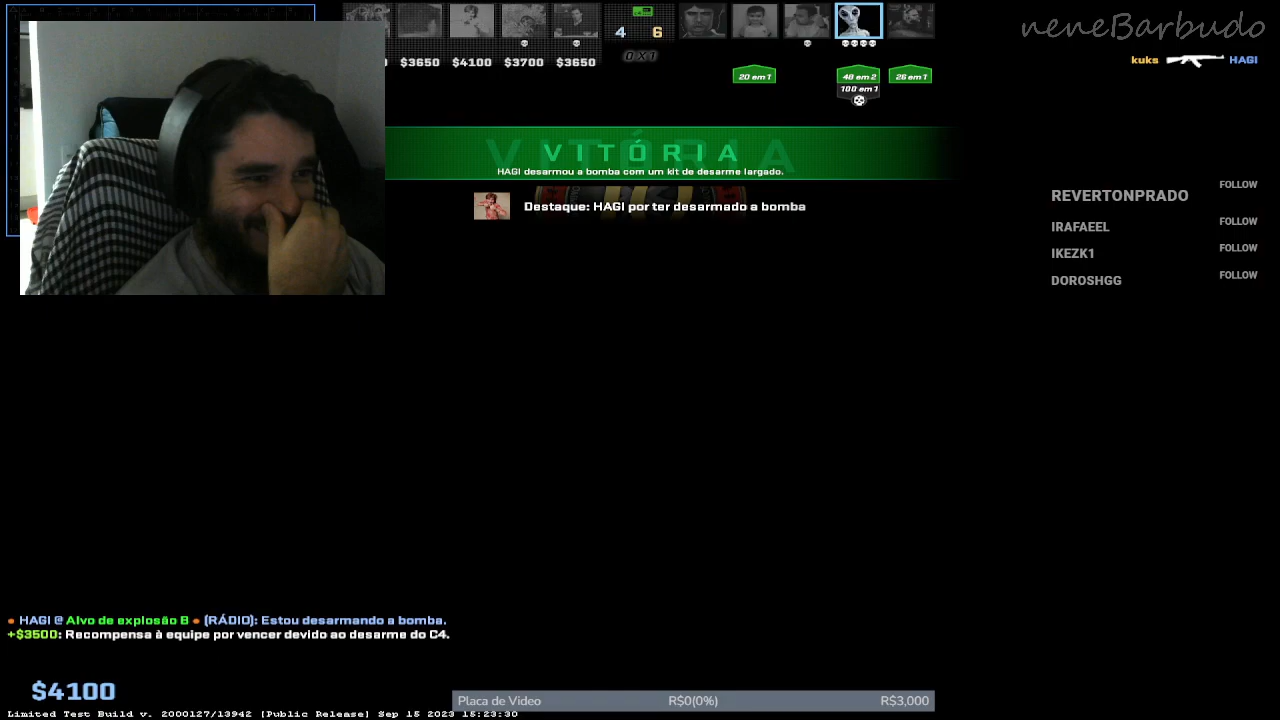 neneBarbudo
$3650 $4100 $3700 $3650
4 6
0X1
kuks HAGI
20 em 1
48 em 2
26 em 1
100 em 1
VITÓRIA
HAGI desarmou a bomba com um kit de desarme largado.
Destaque: HAGI por ter desarmado a bomba
REVERTONPRADO FOLLOW
IRAFAEEL FOLLOW
IKEZK1 FOLLOW
DOROSHGG FOLLOW
HAGI @ Alvo de explosão B (RÁDIO): Estou desarmando a bomba.
+$3500: Recompensa à equipe por vencer devido ao desarme do C4.
$4100
Placa de Video R$0(0%) R$3,000
Limited Test Build v. 2000127/13942 [Public Release] Sep 15 2023 15:23:30